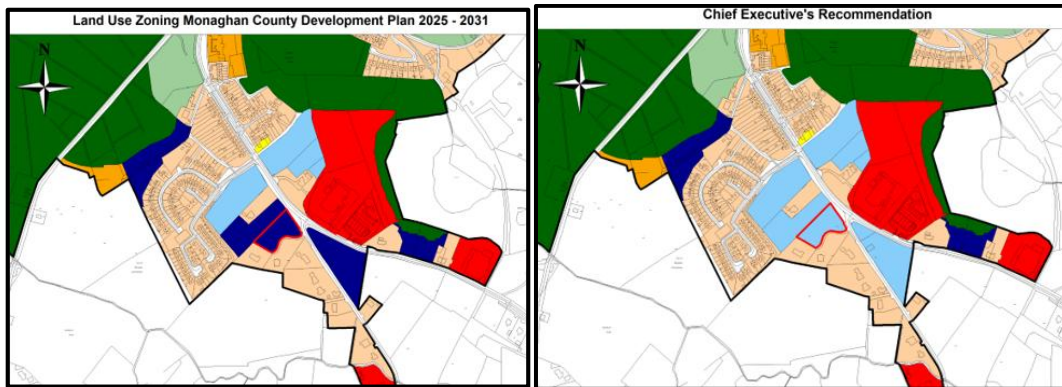 Land Use Zoning Monaghan County Development Plan 2025 - 2031
N
Chief Executive's Recommendation
N